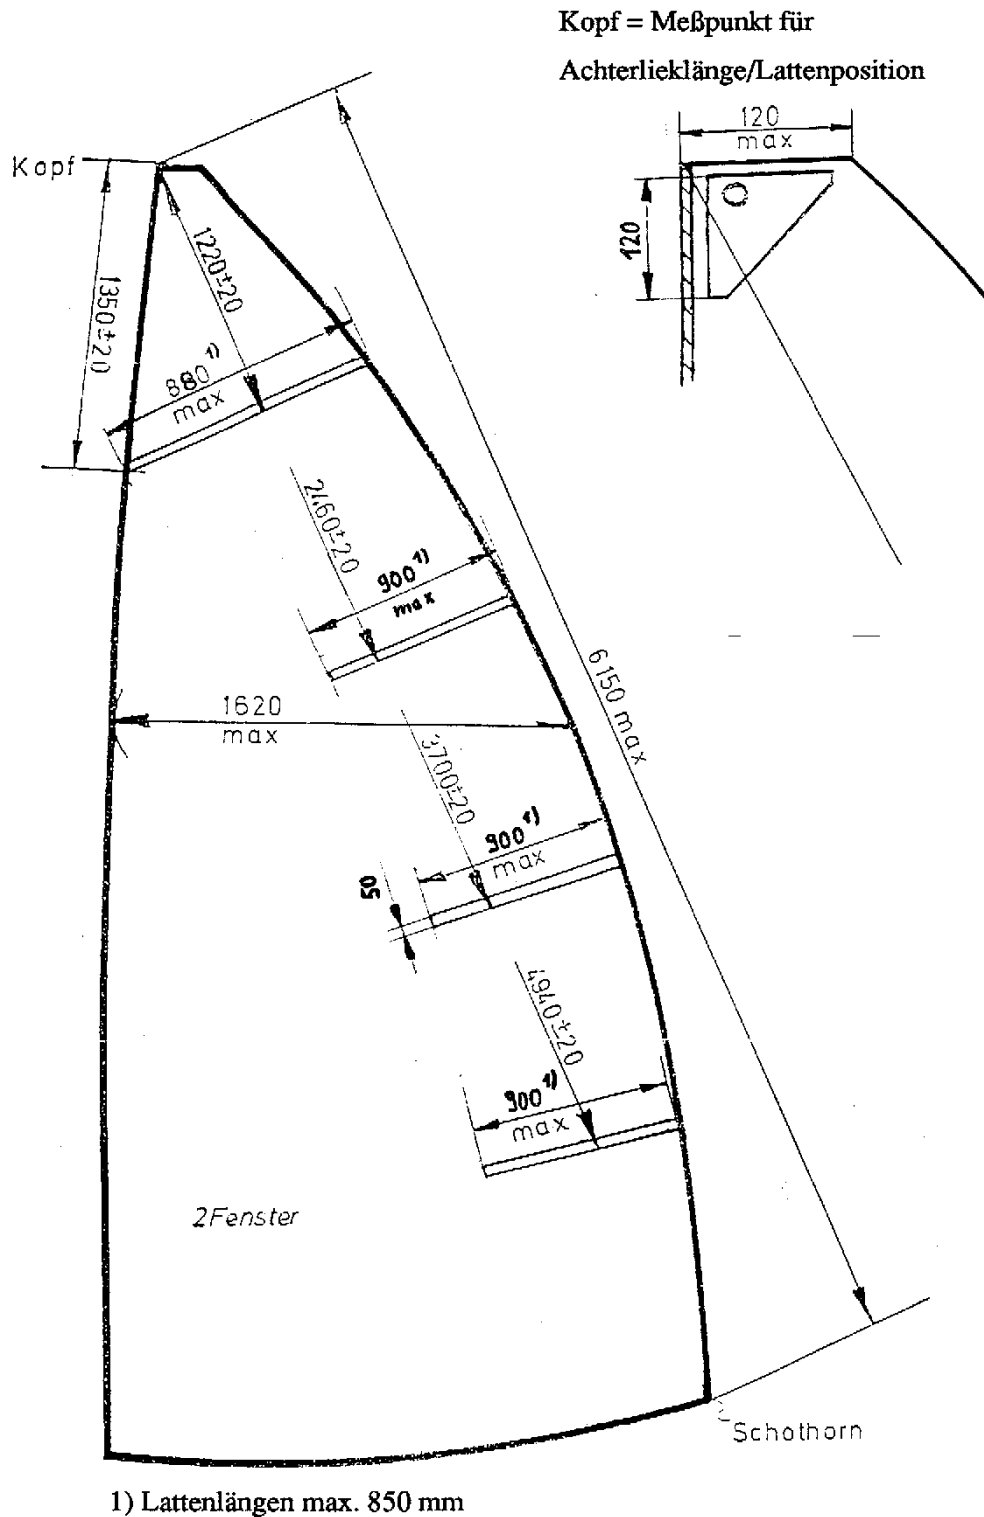 Kopf = Meßpunkt für
Achterlieklänge/Lattenposition
120
max
120
Kopf
1220±20
1350±20
880 1)
max
2460±20
900 1)
max
1620
max
6150 max
3700±20
900 1)
max
50
4940±20
900 1)
max
2Fenster
Schothorn
1) Lattenlängen max. 850 mm